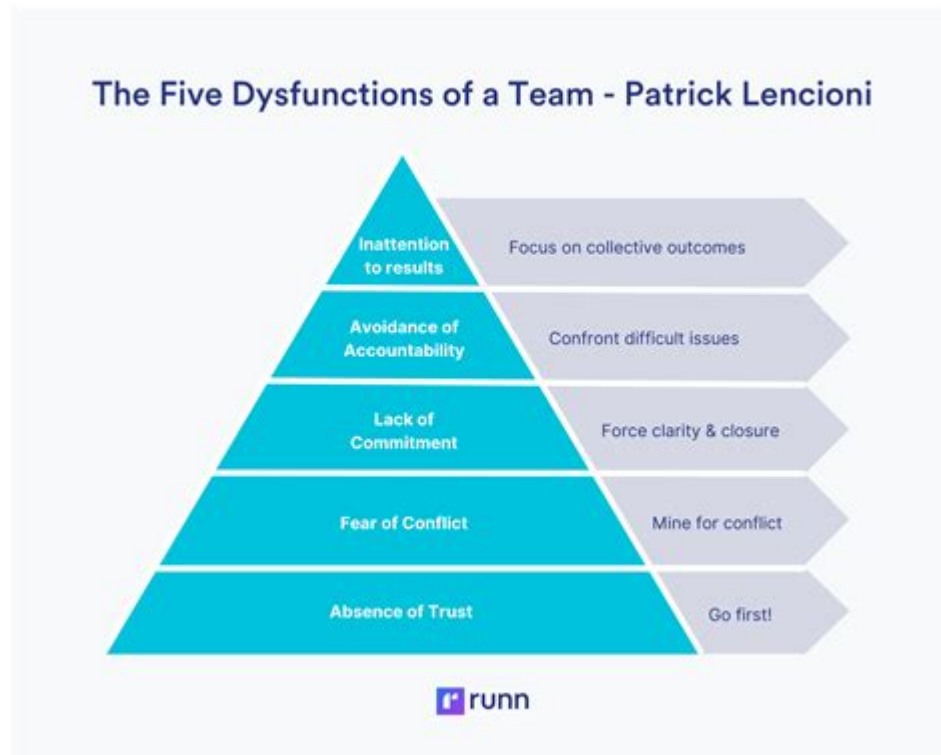 The Five Dysfunctions of a Team - Patrick Lencioni
Inattention
to results
Focus on collective outcomes
Avoidance of
Accountability
Confront difficult issues
Lack of
Commitment
Force clarity & closure
Fear of Conflict
Mine for conflict
Absence of Trust
Go first!
runn